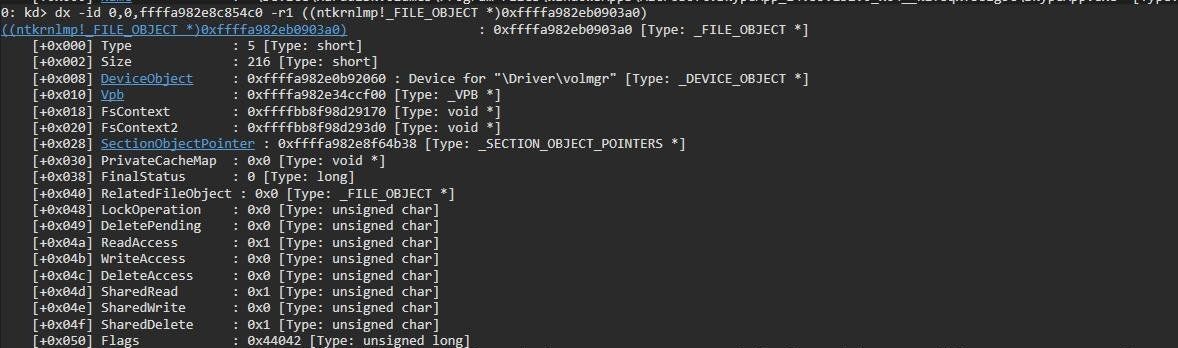 0: kd> dx -id 0,0,ffffa982e8c854c0 -r1 ((ntkrnlmp!_FILE_OBJECT *)0xffffa982eb0903a0)
((ntkrnlmp!_FILE_OBJECT *)0xffffa982eb0903a0) : 0xffffa982eb0903a0 [Type: _FILE_OBJECT *]
[+0x000] Type : 5 [Type: short]
[+0x002] Size : 216 [Type: short]
[+0x008] DeviceObject : 0xffffa982e0b92060 : Device for "\Driver\volmgr" [Type: _DEVICE_OBJECT *]
[+0x010] Vpb : 0xffffa982e34ccf00 [Type: _VPB *]
[+0x018] FsContext : 0xffffbb8f98d29170 [Type: void *]
[+0x020] FsContext2 : 0xffffbb8f98d293d0 [Type: void *]
[+0x028] SectionObjectPointer : 0xffffa982e8f64b38 [Type: _SECTION_OBJECT_POINTERS *]
[+0x030] PrivateCacheMap : 0x0 [Type: void *]
[+0x038] FinalStatus : 0 [Type: long]
[+0x040] RelatedFileObject : 0x0 [Type: _FILE_OBJECT *]
[+0x048] LockOperation : 0x0 [Type: unsigned char]
[+0x049] DeletePending : 0x0 [Type: unsigned char]
[+0x04a] ReadAccess : 0x1 [Type: unsigned char]
[+0x04b] WriteAccess : 0x0 [Type: unsigned char]
[+0x04c] DeleteAccess : 0x0 [Type: unsigned char]
[+0x04d] SharedRead : 0x1 [Type: unsigned char]
[+0x04e] SharedWrite : 0x0 [Type: unsigned char]
[+0x04f] SharedDelete : 0x1 [Type: unsigned char]
[+0x050] Flags : 0x44042 [Type: unsigned long]